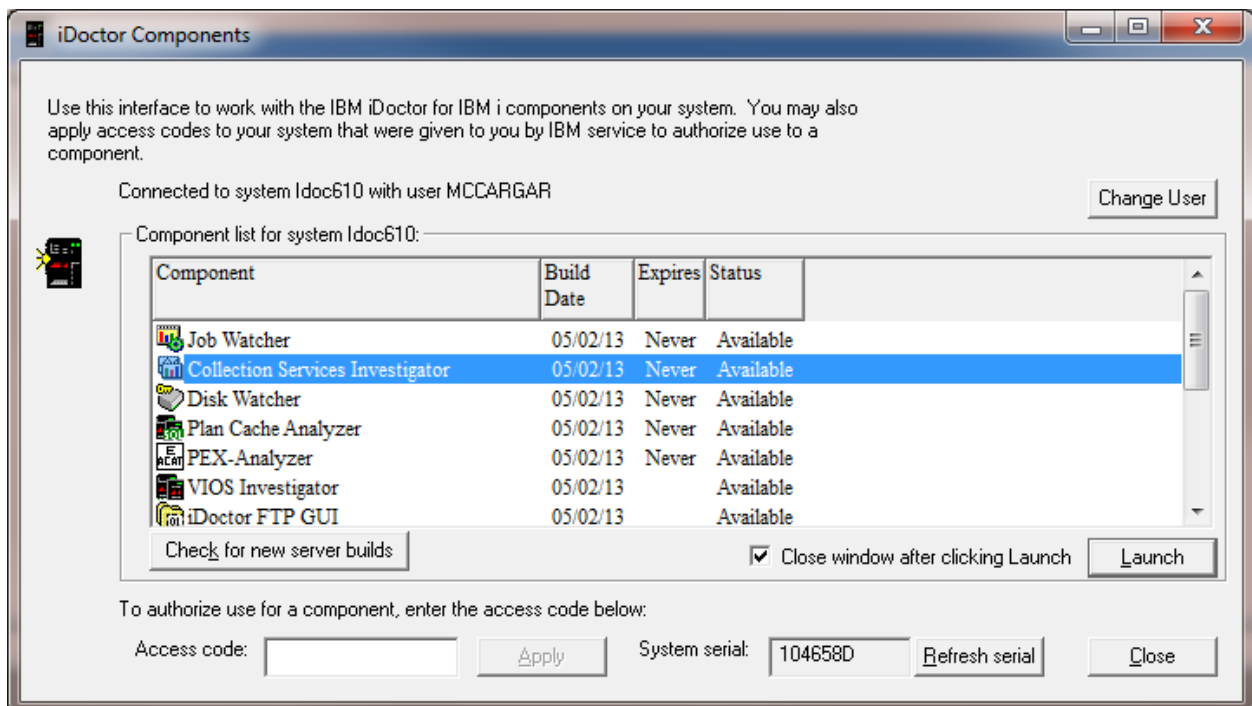 iDoctor Components
Use this interface to work with the IBM iDoctor for IBM i components on your system.  You may also
apply access codes to your system that were given to you by IBM service to authorize use to a
component.
Connected to system Idoc610 with user MCCARGAR
Change User
Component list for system Idoc610:
Component Build Date Expires Status
Job Watcher 05/02/13 Never Available
Collection Services Investigator 05/02/13 Never Available
Disk Watcher 05/02/13 Never Available
Plan Cache Analyzer 05/02/13 Never Available
PEX-Analyzer 05/02/13 Never Available
VIOS Investigator 05/02/13 Available
iDoctor FTP GUI 05/02/13 Available
Check for new server builds Close window after clicking Launch Launch
To authorize use for a component, enter the access code below:
Access code: Apply System serial: 104658D Refresh serial Close